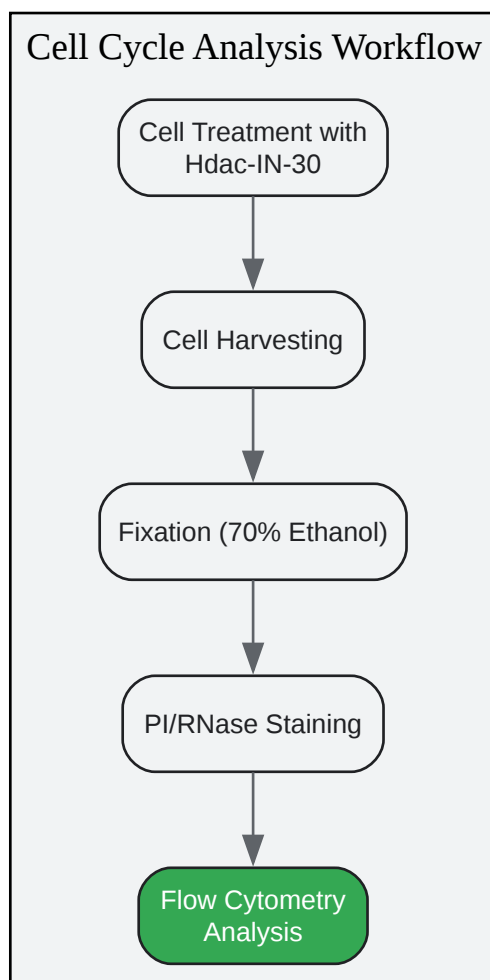 Cell Cycle Analysis Workflow
Cell Treatment with
Hdac-IN-30
Cell Harvesting
Fixation (70% Ethanol)
PI/RNase Staining
Flow Cytometry
Analysis